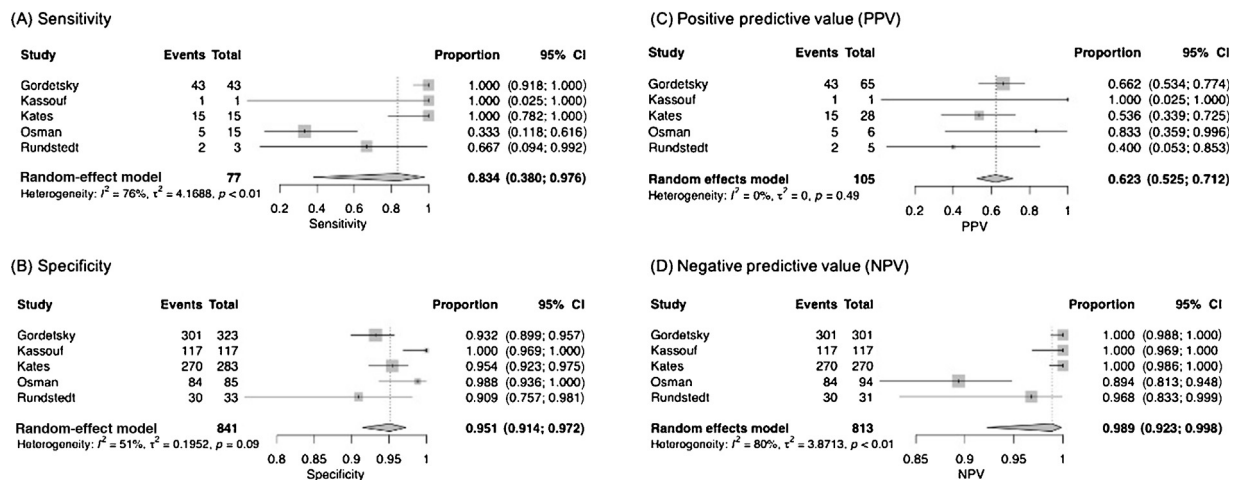 (A) Sensitivity
Study Events Total Proportion 95% CI
Gordetsky 43 43 1.000 (0.918; 1.000)
Kassouf 1 1 1.000 (0.025; 1.000)
Kates 15 15 1.000 (0.782; 1.000)
Osman 5 15 0.333 (0.118; 0.616)
Rundstedt 2 3 0.667 (0.094; 0.992)
Random-effect model 77 0.834 (0.380; 0.976)
Heterogeneity: I² = 76%, τ² = 4.1688, p < 0.01
0.2 0.4 0.6 0.8 1
Sensitivity
(B) Specificity
Study Events Total Proportion 95% CI
Gordetsky 301 323 0.932 (0.899; 0.957)
Kassouf 117 117 1.000 (0.969; 1.000)
Kates 270 283 0.954 (0.923; 0.975)
Osman 84 85 0.988 (0.936; 1.000)
Rundstedt 30 33 0.909 (0.757; 0.981)
Random-effect model 841 0.951 (0.914; 0.972)
Heterogeneity: I² = 51%, τ² = 0.1952, p = 0.09
0.8 0.85 0.9 0.95 1
Specificity
(C) Positive predictive value (PPV)
Study Events Total Proportion 95% CI
Gordetsky 43 65 0.662 (0.534; 0.774)
Kassouf 1 1 1.000 (0.025; 1.000)
Kates 15 28 0.536 (0.339; 0.725)
Osman 5 6 0.833 (0.359; 0.996)
Rundstedt 2 5 0.400 (0.053; 0.853)
Random effects model 105 0.623 (0.525; 0.712)
Heterogeneity: I² = 0%, τ² = 0, p = 0.49
0.2 0.4 0.6 0.8 1
PPV
(D) Negative predictive value (NPV)
Study Events Total Proportion 95% CI
Gordetsky 301 301 1.000 (0.988; 1.000)
Kassouf 117 117 1.000 (0.969; 1.000
Kates 270 270 1.000 (0.986; 1.000)
Osman 84 94 0.894 (0.813; 0.948)
Rundstedt 30 31 0.968 (0.833; 0.999)
Random effects model 813 0.989 (0.923; 0.998)
Heterogeneity: I² = 80%, τ² = 3.8713, p < 0.01
0.85 0.9 0.95 1
NPV